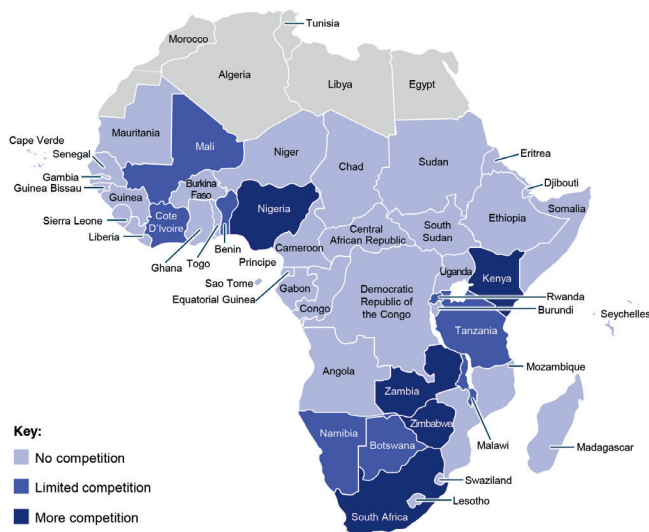 Tunisia
Morocco
Algeria
Libya
Egypt
Mauritania
Mali
Niger
Chad
Sudan
Eritrea
Cape Verde
Senegal
Gambia
Guinea Bissau
Guinea
Burkina
Faso
Djibouti
Somalia
Sierra Leone
Liberia
Cote
D'Ivoire
Ghana
Togo
Benin
Nigeria
Cameroon
Central
African Republic
South
Sudan
Ethiopia
Principe
Sao Tome
Equatorial Guinea
Gabon
Congo
Democratic
Republic of
the Congo
Uganda
Kenya
Rwanda
Burundi
Seychelles
Tanzania
Angola
Zambia
Mozambique
Malawi
Zimbabwe
Namibia
Botswana
Madagascar
Swaziland
Lesotho
South Africa
Key:
No competition
Limited competition
More competition